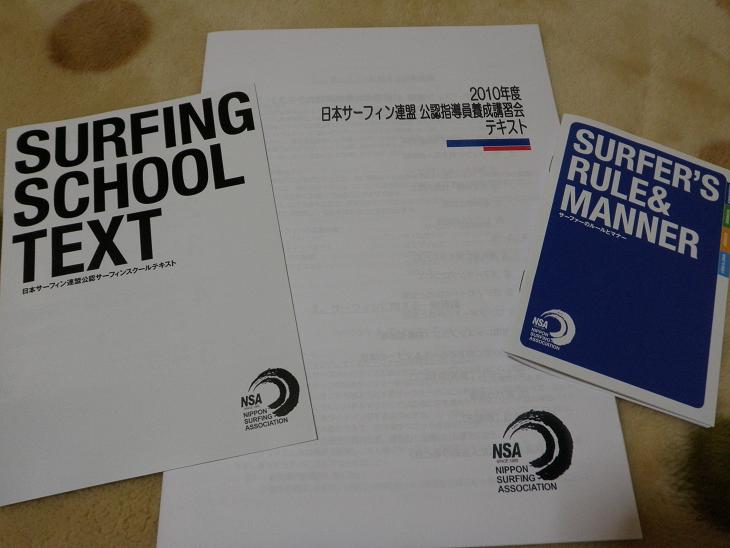 SURFING
SCHOOL
TEXT
日本サーフィン連盟公認サーフィンスクールテキスト
NSA
NIPPON
SURFING
ASSOCIATION
2010年度
日本サーフィン連盟 公認指導員養成講習会
テキスト
NSA
SINCE 1965
NIPPON
SURFING
ASSOCIATION
SURFER'S
RULE&
MANNER
サーファーのルールとマナー
NSA
NIPPON
SURFING
ASSOCIATION